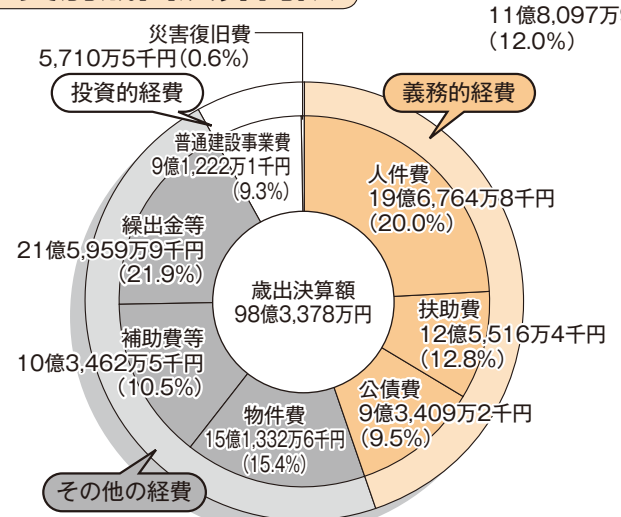 11億8,097万
(12.0%)
災害復旧費
5,710万5千円(0.6%)
投資的経費
義務的経費
普通建設事業費
9億1,222万1千円
(9.3%)
人件費
19億6,764万8千円
(20.0%)
繰出金等
21億5,959万9千円
(21.9%)
歳出決算額
98億3,378万円
扶助費
12億5,516万4千円
(12.8%)
補助費等
10億3,462万5千円
(10.5%)
公債費
9億3,409万2千円
(9.5%)
物件費
15億1,332万6千円
(15.4%)
その他の経費